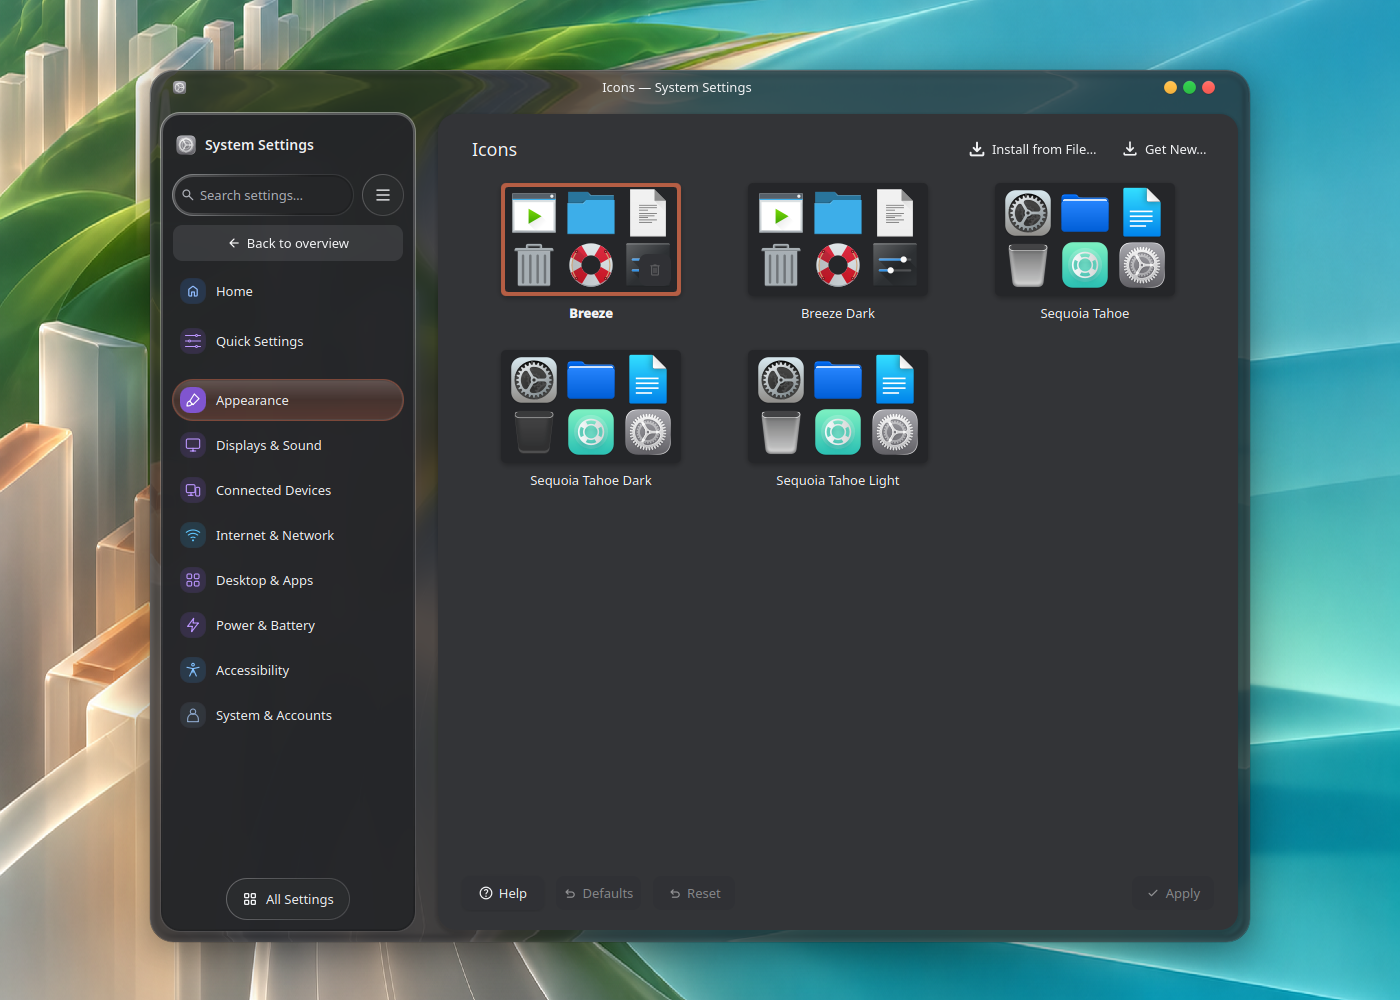 Icons — System Settings
System Settings
Search settings...
Back to overview
Home
Quick Settings
Appearance
Displays & Sound
Connected Devices
Internet & Network
Desktop & Apps
Power & Battery
Accessibility
System & Accounts
All Settings
Icons
Install from File...
Get New...
Breeze
Breeze Dark
Sequoia Tahoe
Sequoia Tahoe Dark
Sequoia Tahoe Light
Help
Defaults
Reset
Apply